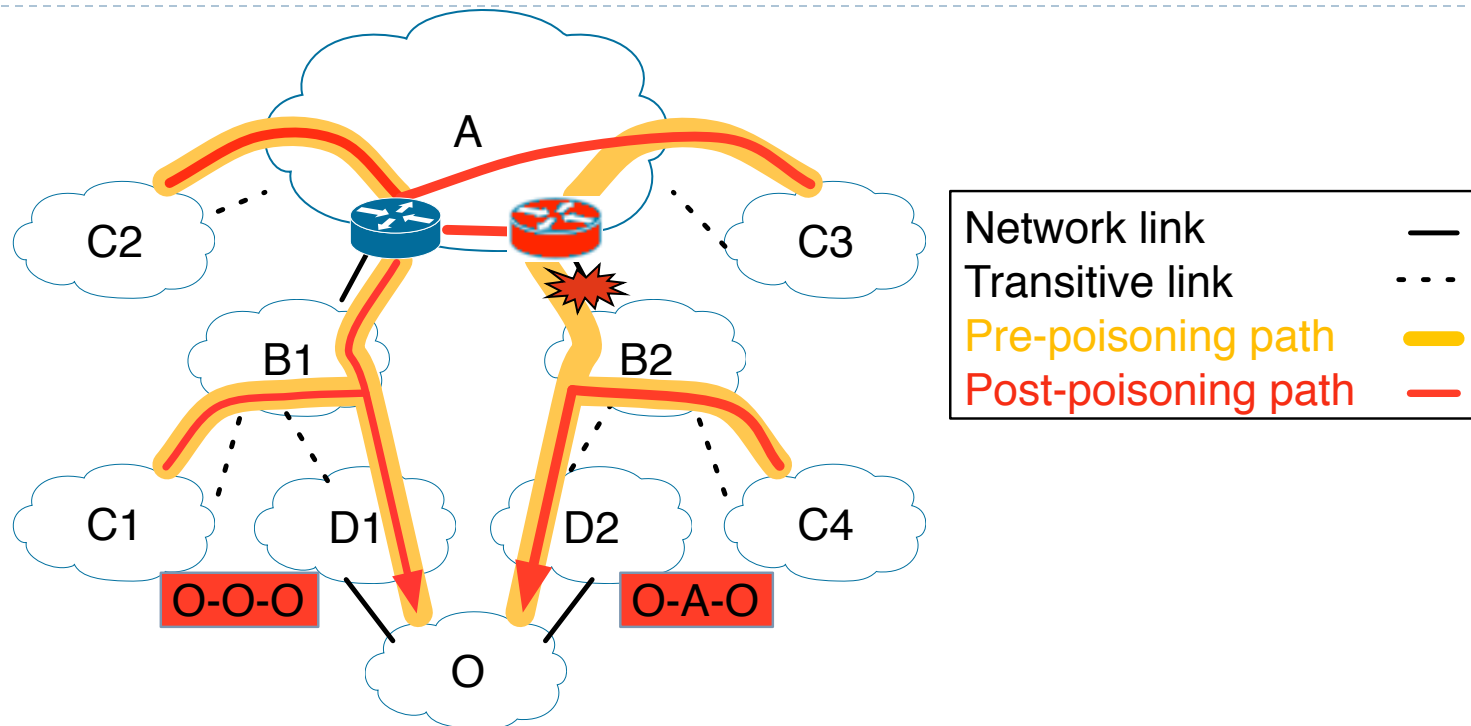 A
C2
C3
Network link
Transitive link
Pre-poisoning path
Post-poisoning path
B1
B2
C1
D1
D2
C4
O-O-O
O-A-O
O